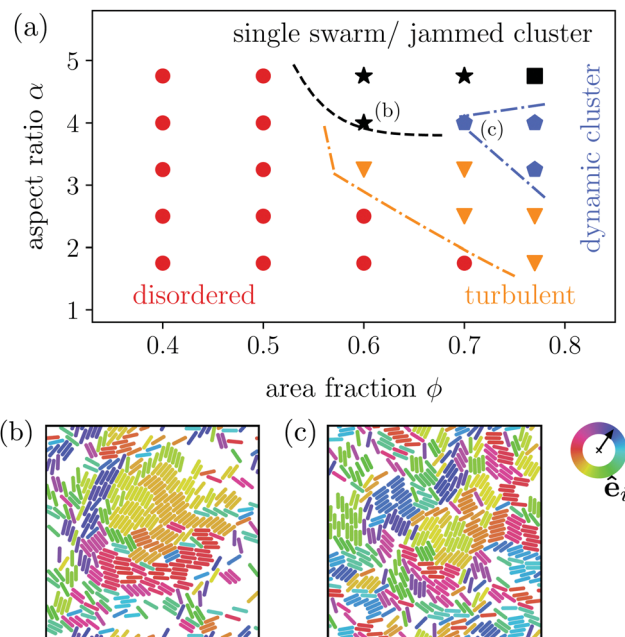 (a)
single swarm/ jammed cluster
aspect ratio α
5
4
3
2
1
(b)
(c)
dynamic cluster
disordered
turbulent
0.4 0.5 0.6 0.7 0.8
area fraction ϕ
(b)
(c)
ê_i